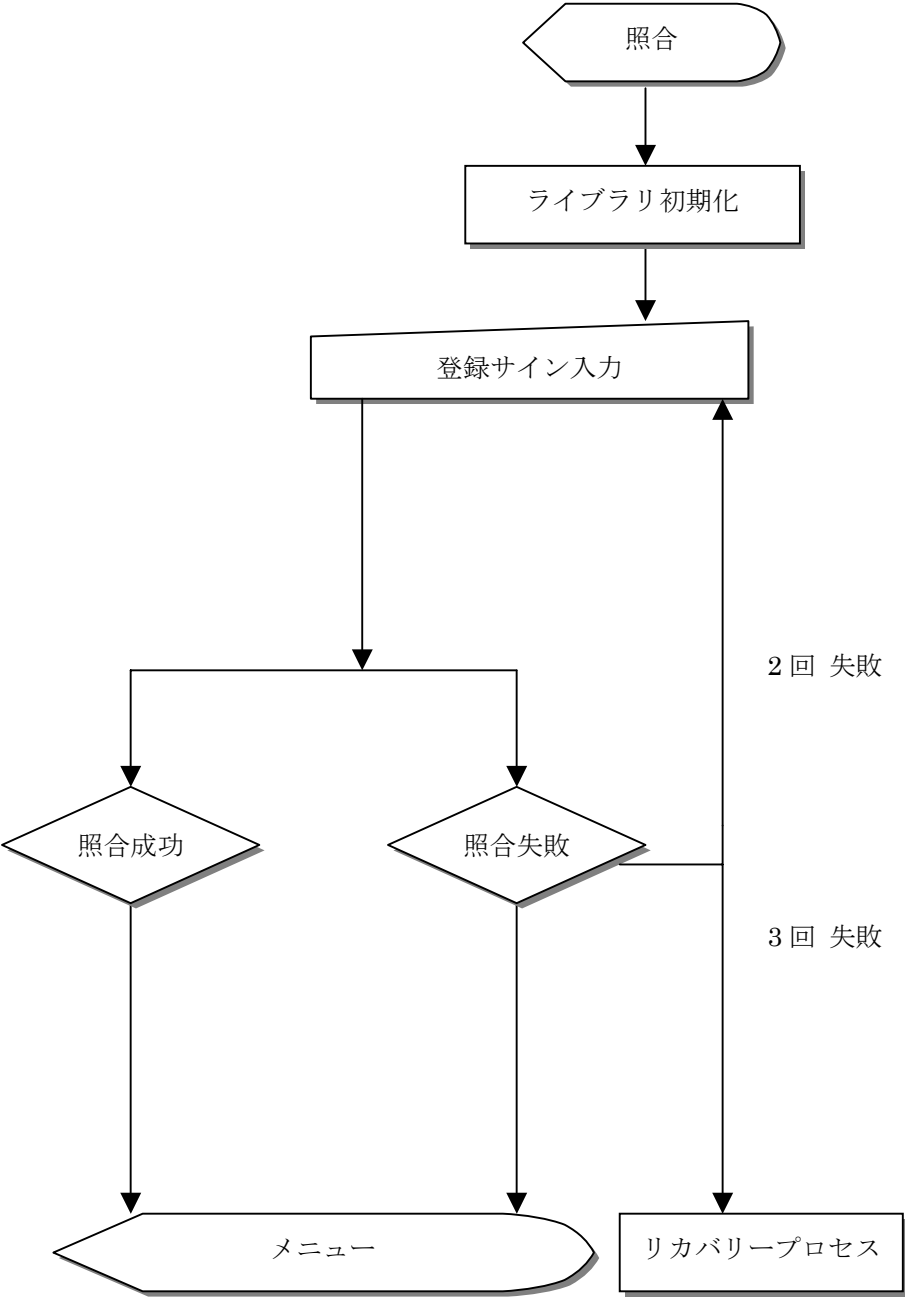 照合
ライブラリ初期化
登録サイン入力
2回 失敗
照合成功
照合失敗
3回 失敗
メニュー
リカバリープロセス